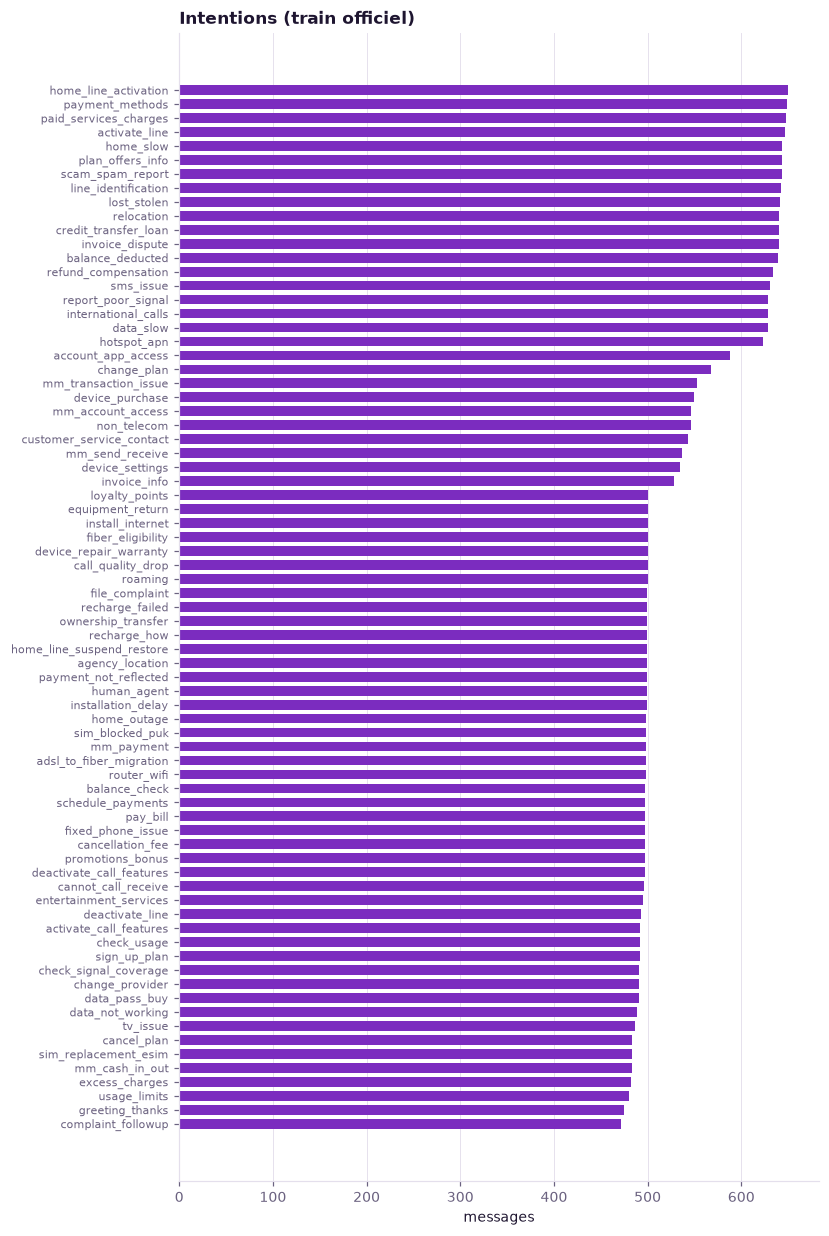 Intentions (train officiel)
home_line_activation
payment_methods
paid_services_charges
activate_line
home_slow
plan_offers_info
scam_spam_report
line_identification
lost_stolen
relocation
credit_transfer_loan
invoice_dispute
balance_deducted
refund_compensation
sms_issue
report_poor_signal
international_calls
data_slow
hotspot_apn
account_app_access
change_plan
mm_transaction_issue
device_purchase
mm_account_access
non_telecom
customer_service_contact
mm_send_receive
device_settings
invoice_info
loyalty_points
equipment_return
install_internet
fiber_eligibility
device_repair_warranty
call_quality_drop
roaming
file_complaint
recharge_failed
ownership_transfer
recharge_how
home_line_suspend_restore
agency_location
payment_not_reflected
human_agent
installation_delay
home_outage
sim_blocked_puk
mm_payment
adsl_to_fiber_migration
router_wifi
balance_check
schedule_payments
pay_bill
fixed_phone_issue
cancellation_fee
promotions_bonus
deactivate_call_features
cannot_call_receive
entertainment_services
deactivate_line
activate_call_features
check_usage
sign_up_plan
check_signal_coverage
change_provider
data_pass_buy
data_not_working
tv_issue
cancel_plan
sim_replacement_esim
mm_cash_in_out
excess_charges
usage_limits
greeting_thanks
complaint_followup
0 100 200 300 400 500 600
messages